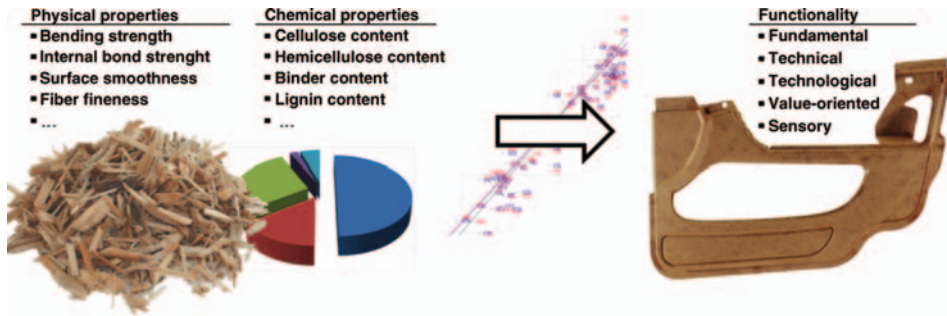 Physical properties
▪ Bending strength
▪ Internal bond strenght
▪ Surface smoothness
▪ Fiber fineness
▪ ...
Chemical properties
▪ Cellulose content
▪ Hemicellulose content
▪ Binder content
▪ Lignin content
▪ ...
Functionality
▪ Fundamental
▪ Technical
▪ Technological
▪ Value-oriented
▪ Sensory